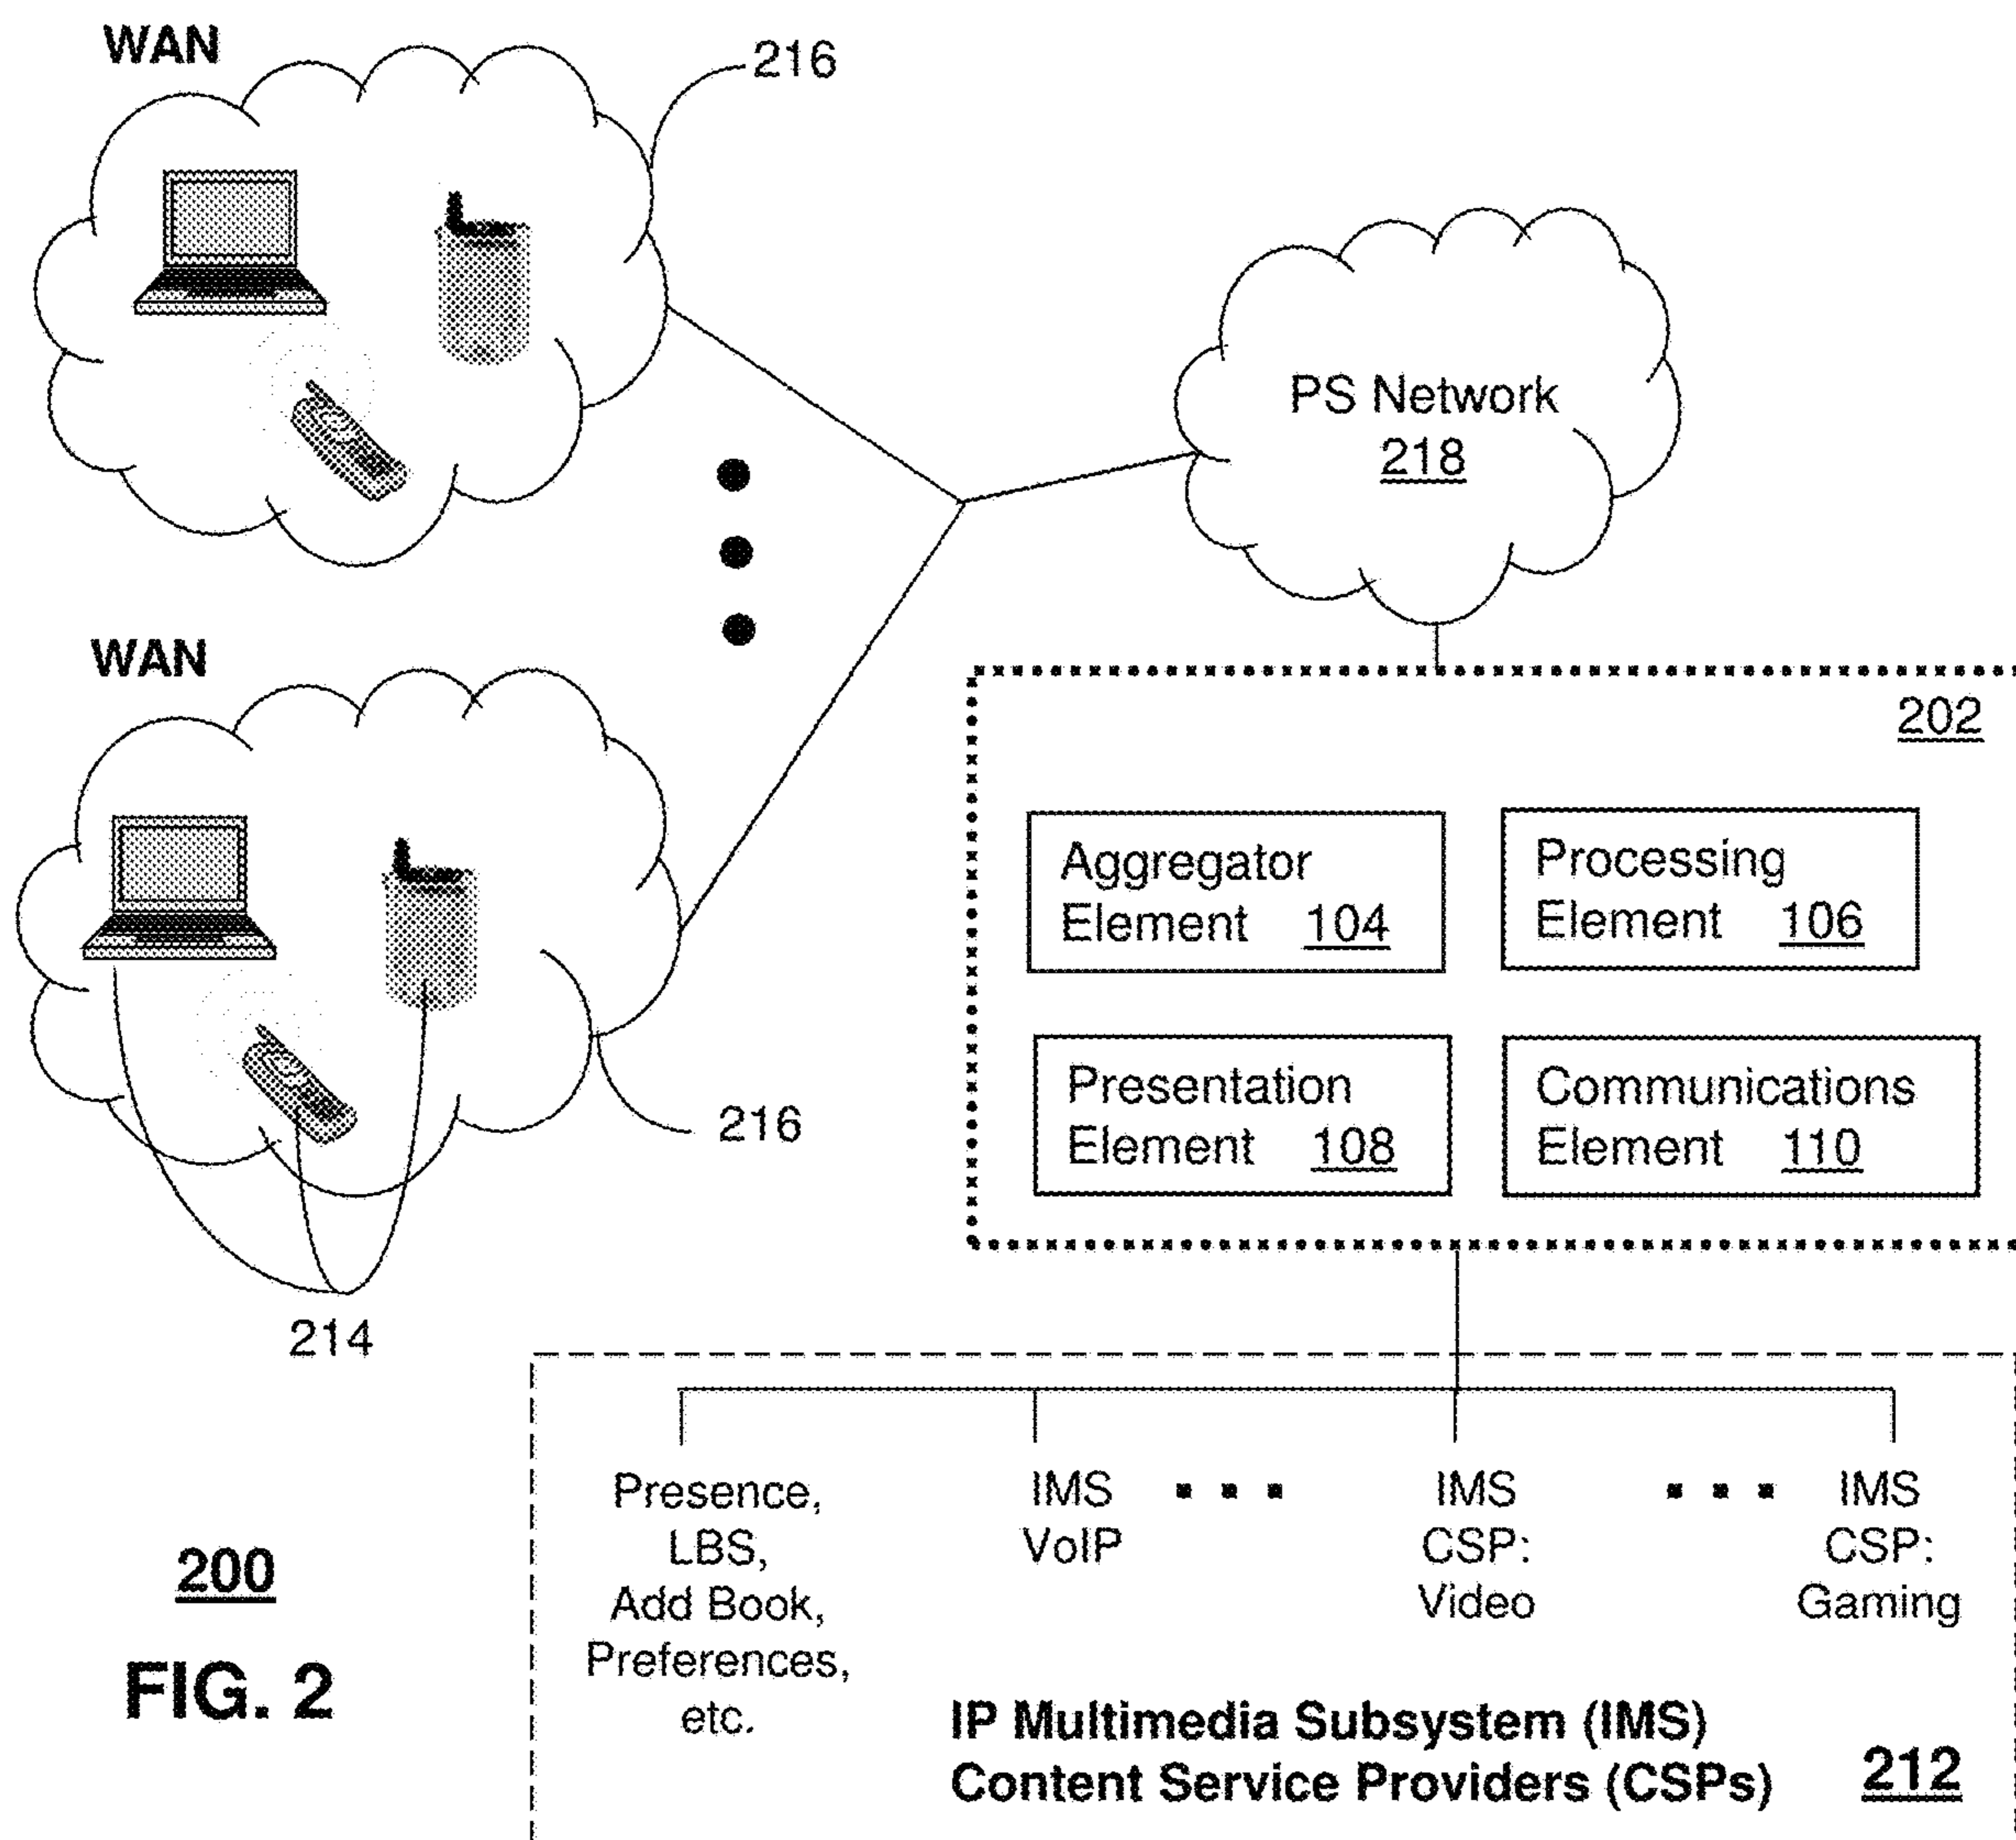 WAN
216
PS Network
218
WAN
202
Aggregator
Element 104
Processing
Element 106
Presentation
Element 108
Communications
Element 110
216
214
Presence,
LBS,
Add Book,
Preferences,
etc.
IMS
VoIP
IMS
CSP:
Video
IMS
CSP:
Gaming
IP Multimedia Subsystem (IMS)
Content Service Providers (CSPs)
212
200
FIG. 2